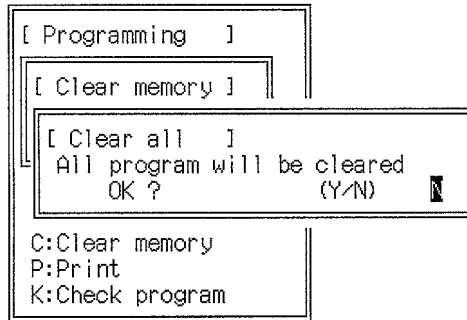 [ Programming ]
[ Clear memory ]
[ Clear all ]
All program will be cleared
OK ? (Y/N) N
C:Clear memory
P:Print
K:Check program